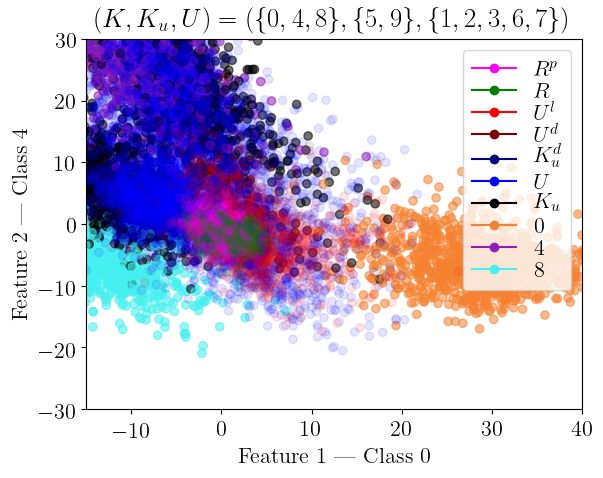 (K, K_u, U) = ({0, 4, 8}, {5, 9}, {1, 2, 3, 6, 7})
30
20
10
0
−10
−20
−30
Feature 2 — Class 4
R^p
R
U^l
U^d
K_u^d
U
K_u
0
4
8
−10
0
10
20
30
40
Feature 1 — Class 0